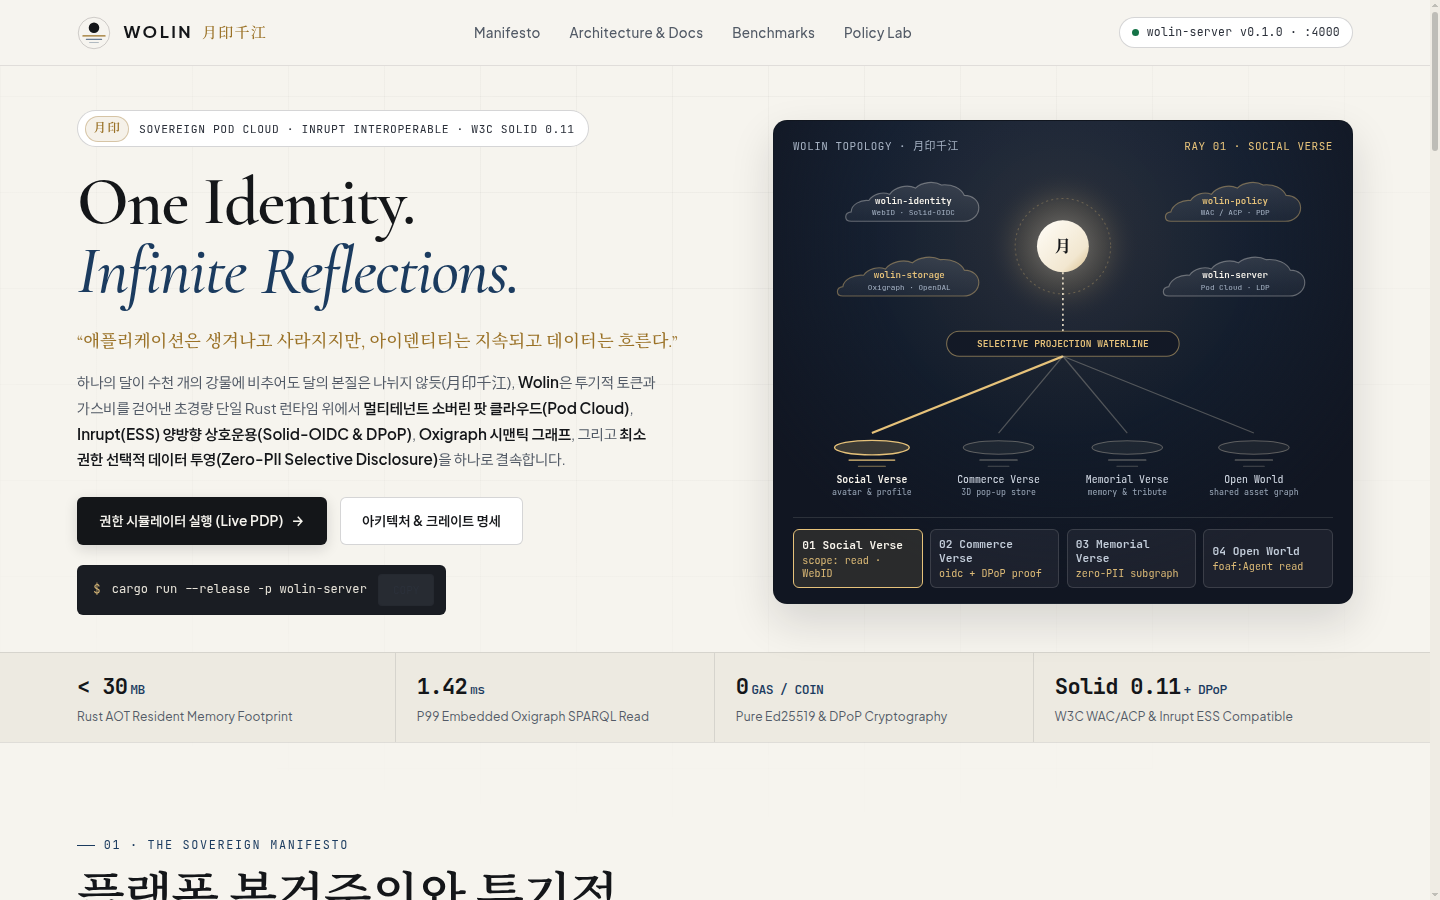 WOLIN 月印千江
Manifesto
Architecture & Docs
Benchmarks
Policy Lab
wolin-server v0.1.0 · :4000
月印 SOVEREIGN POD CLOUD · INRUPT INTEROPERABLE · W3C SOLID 0.11
One Identity.
Infinite Reflections.
“애플리케이션은 생겨나고 사라지지만, 아이덴티티는 지속되고 데이터는 흐른다.”
하나의 달이 수천 개의 강물에 비추어도 달의 본질은 나뉘지 않듯(月印千江), Wolin은 투기적 토큰과
가스비를 걷어낸 초경량 단일 Rust 런타임 위에서 멀티테넌트 소버린 팟 클라우드(Pod Cloud),
Inrupt(ESS) 양방향 상호운용(Solid-OIDC & DPoP), Oxigraph 시맨틱 그래프, 그리고 최소
권한 선택적 데이터 투영(Zero-PII Selective Disclosure)을 하나로 결속합니다.
권한 시뮬레이터 실행 (Live PDP) →
아키텍처 & 크레이트 명세
$ cargo run --release -p wolin-server
WOLIN TOPOLOGY · 月印千江
RAY 01 · SOCIAL VERSE
wolin-identity
WebID · Solid-OIDC
wolin-policy
WAC / ACP · PDP
月
wolin-storage
Oxigraph · OpenDAL
wolin-server
Pod Cloud · LDP
SELECTIVE PROJECTION WATERLINE
Social Verse
avatar & profile
Commerce Verse
3D pop-up store
Memorial Verse
memory & tribute
Open World
shared asset graph
01 Social Verse
scope: read ·
WebID
02 Commerce
Verse
oidc + DPoP proof
03 Memorial
Verse
zero-PII subgraph
04 Open World
foaf:Agent read
< 30 MB
Rust AOT Resident Memory Footprint
1.42 ms
P99 Embedded Oxigraph SPARQL Read
0 GAS / COIN
Pure Ed25519 & DPoP Cryptography
Solid 0.11 + DPoP
W3C WAC/ACP & Inrupt ESS Compatible
01 · THE SOVEREIGN MANIFESTO
플랫폼 봉건주의와 투기적